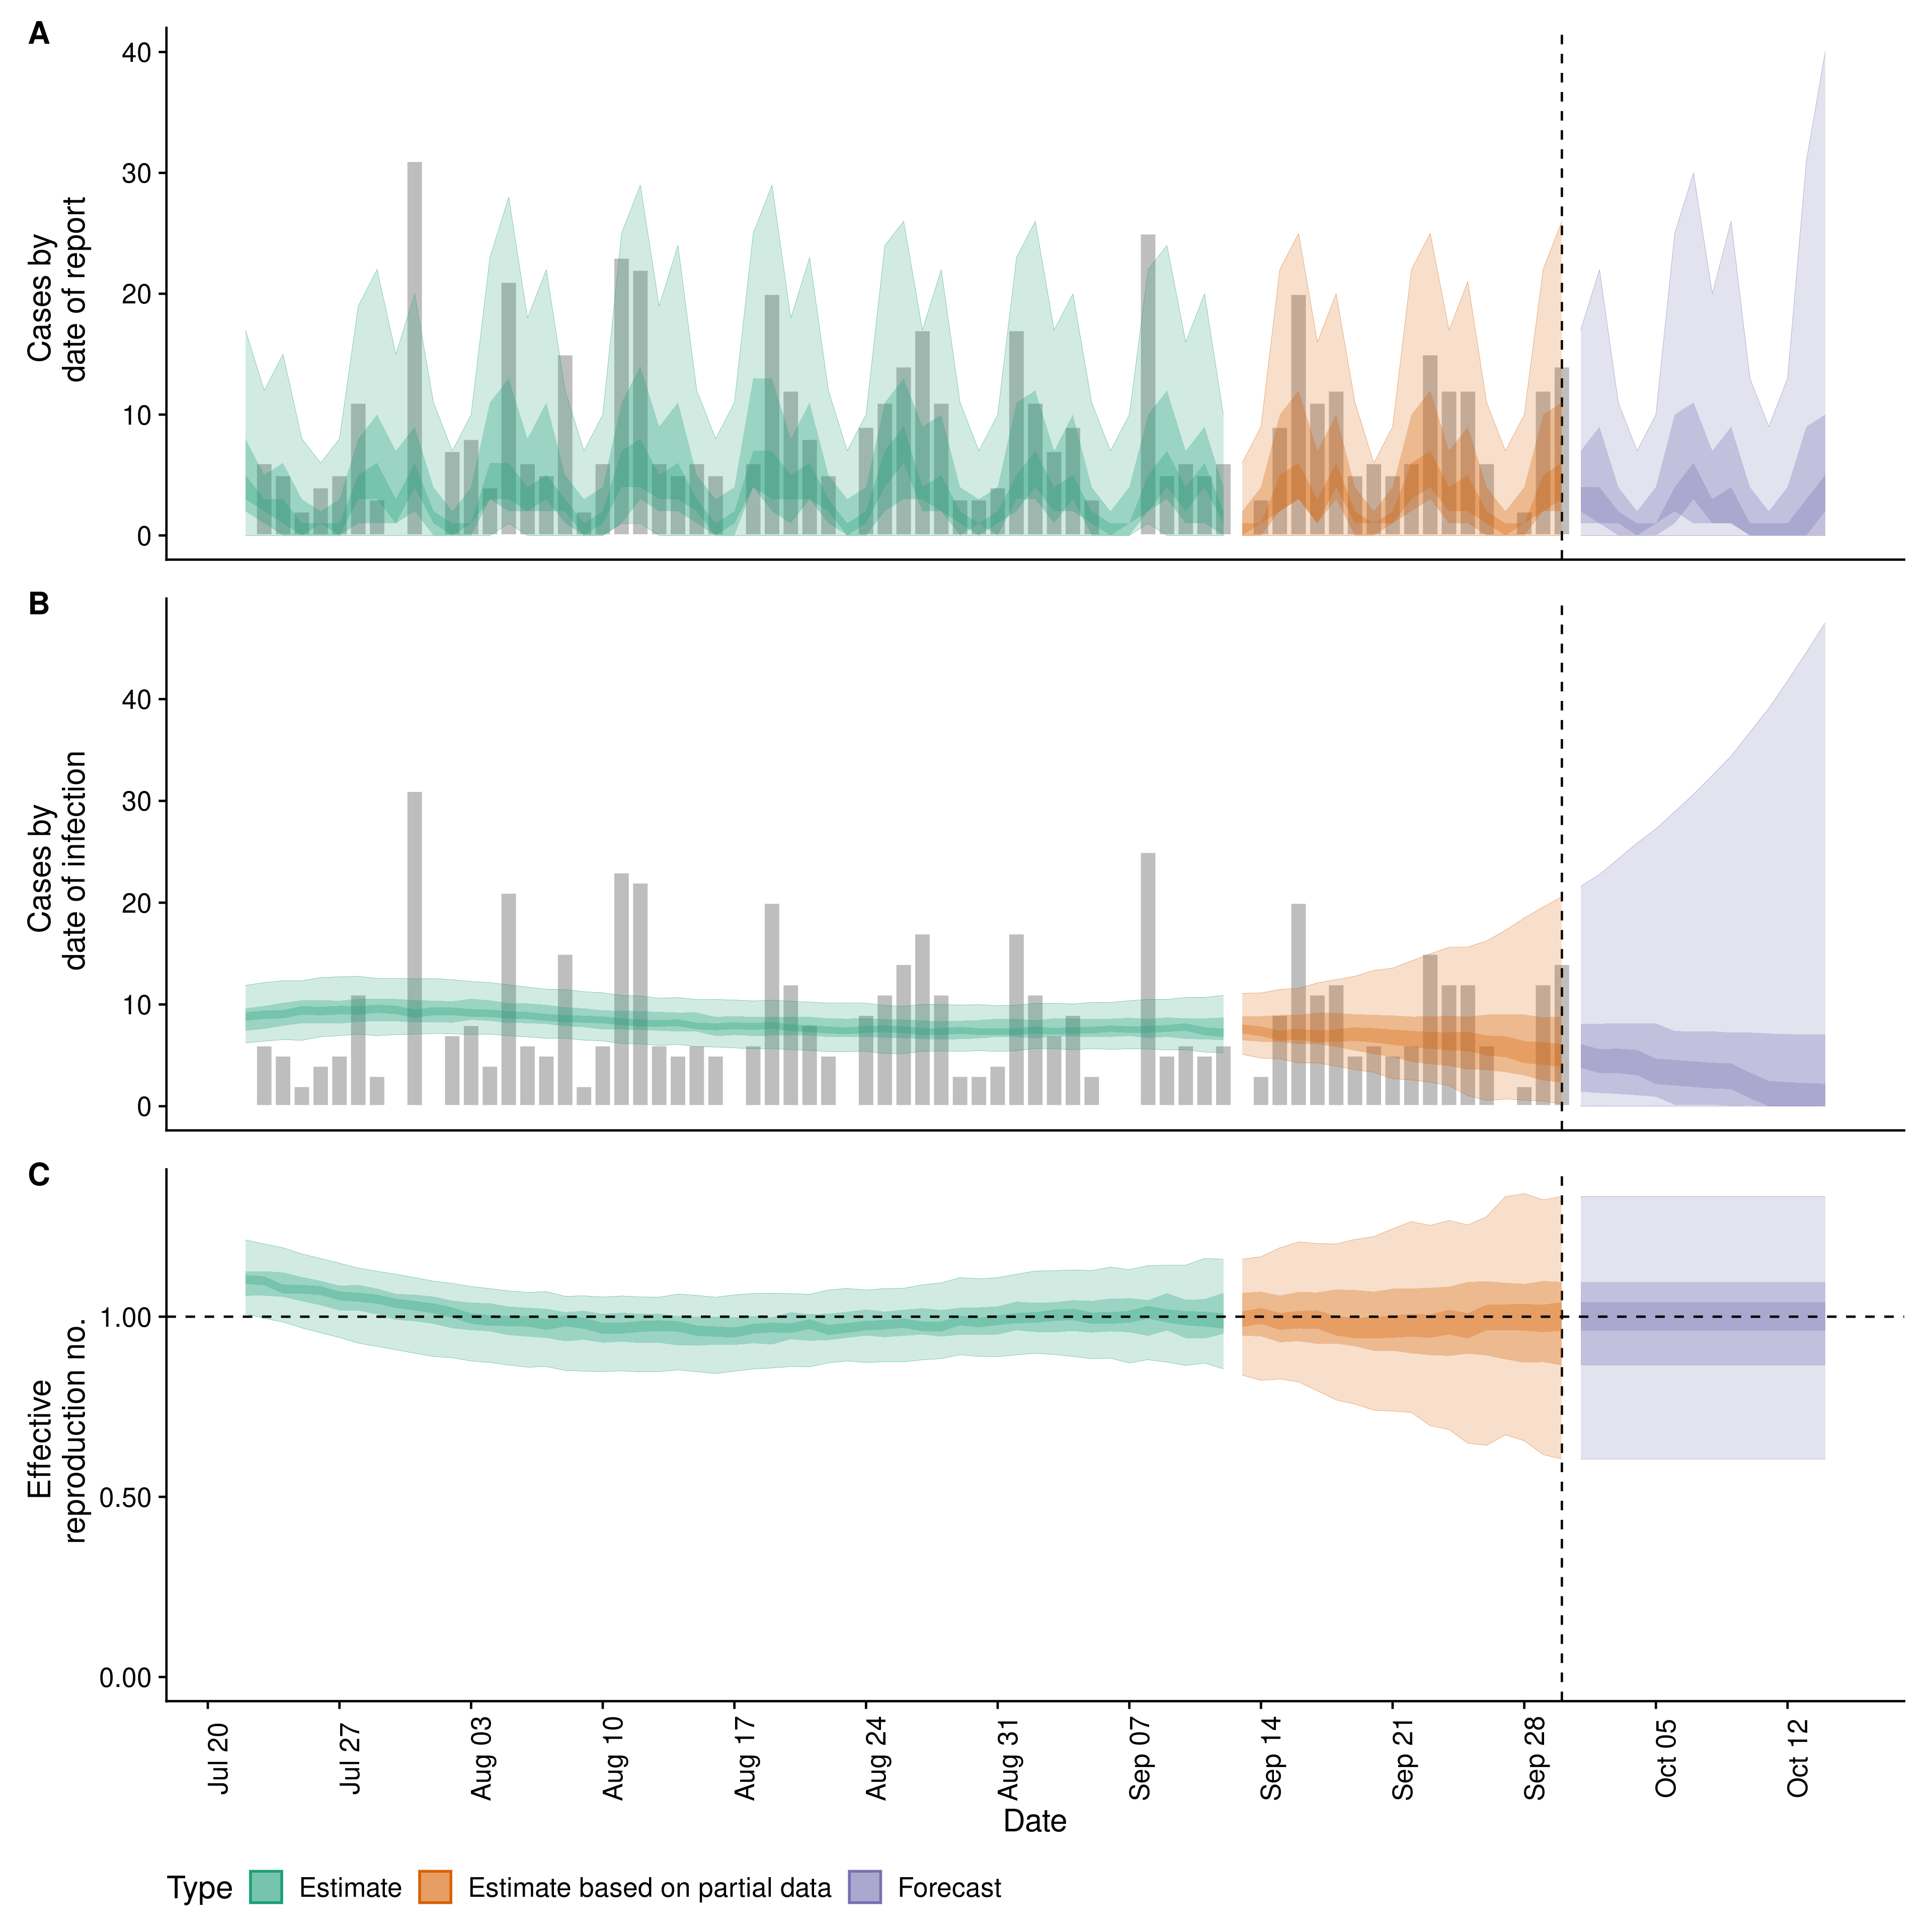 A
Cases by
date of report
40
30
20
10
0
B
Cases by
date of infection
40
30
20
10
0
C
Effective
reproduction no.
1.00
0.50
0.00
Jul 20
Jul 27
Aug 03
Aug 10
Aug 17
Aug 24
Aug 31
Sep 07
Sep 14
Sep 21
Sep 28
Oct 05
Oct 12
Date
Type Estimate Estimate based on partial data Forecast